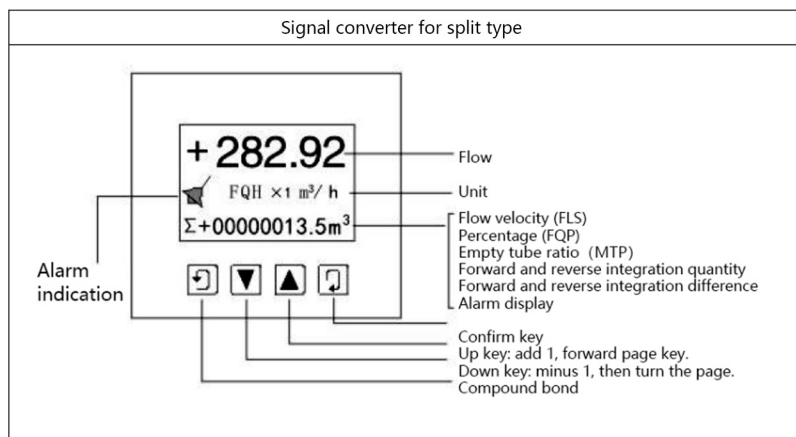 Signal converter for split type
+ 282.92
FQH ×1 m³/ h
Σ+00000013.5m³
Flow
Unit
Flow velocity (FLS)
Percentage (FQP)
Empty tube ratio（MTP）
Forward and reverse integration quantity
Forward and reverse integration difference
Alarm display
Alarm
indication
Confirm key
Up key: add 1, forward page key.
Down key: minus 1, then turn the page.
Compound bond